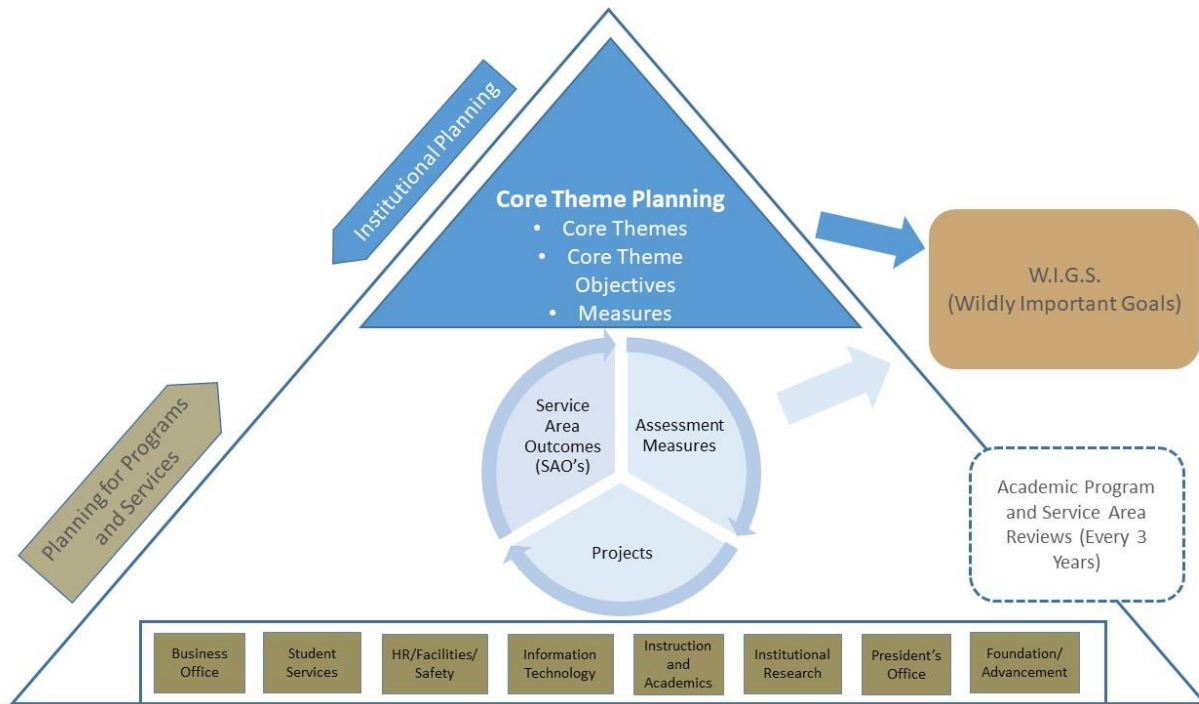 Institutional Planning
Core Theme Planning
• Core Themes
• Core Theme
Objectives
• Measures
W.I.G.S.
(Wildly Important Goals)
Planning for Programs
and Services
Service
Area
Outcomes
(SAO's)
Assessment
Measures
Projects
Academic Program
and Service Area
Reviews (Every 3
Years)
Business
Office
Student
Services
HR/Facilities/
Safety
Information
Technology
Instruction
and
Academics
Institutional
Research
President's
Office
Foundation/
Advancement